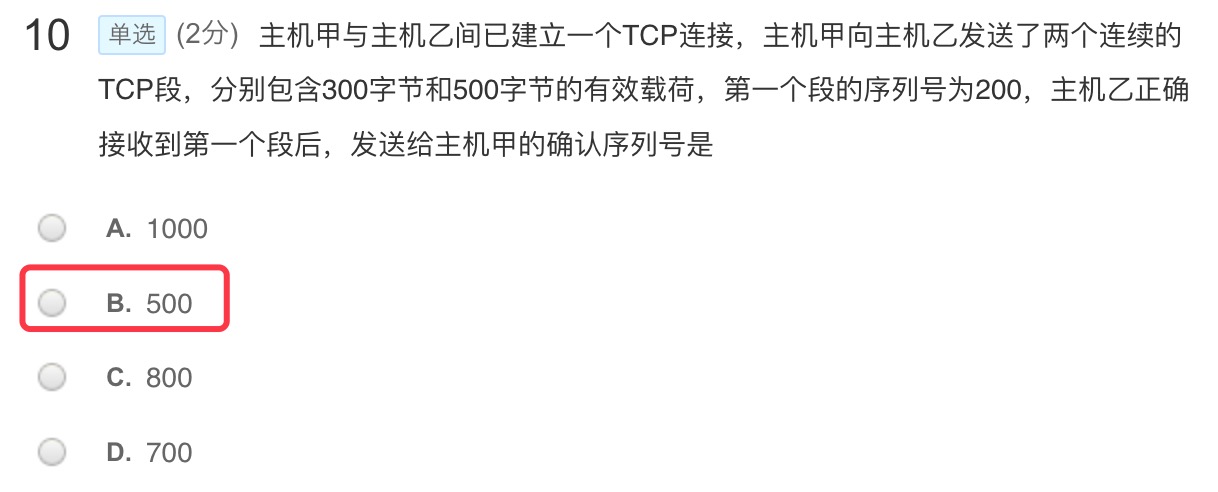 10 单选 (2分) 主机甲与主机乙间已建立一个TCP连接，主机甲向主机乙发送了两个连续的
TCP段，分别包含300字节和500字节的有效载荷，第一个段的序列号为200，主机乙正确
接收到第一个段后，发送给主机甲的确认序列号是
A. 1000
B. 500
C. 800
D. 700